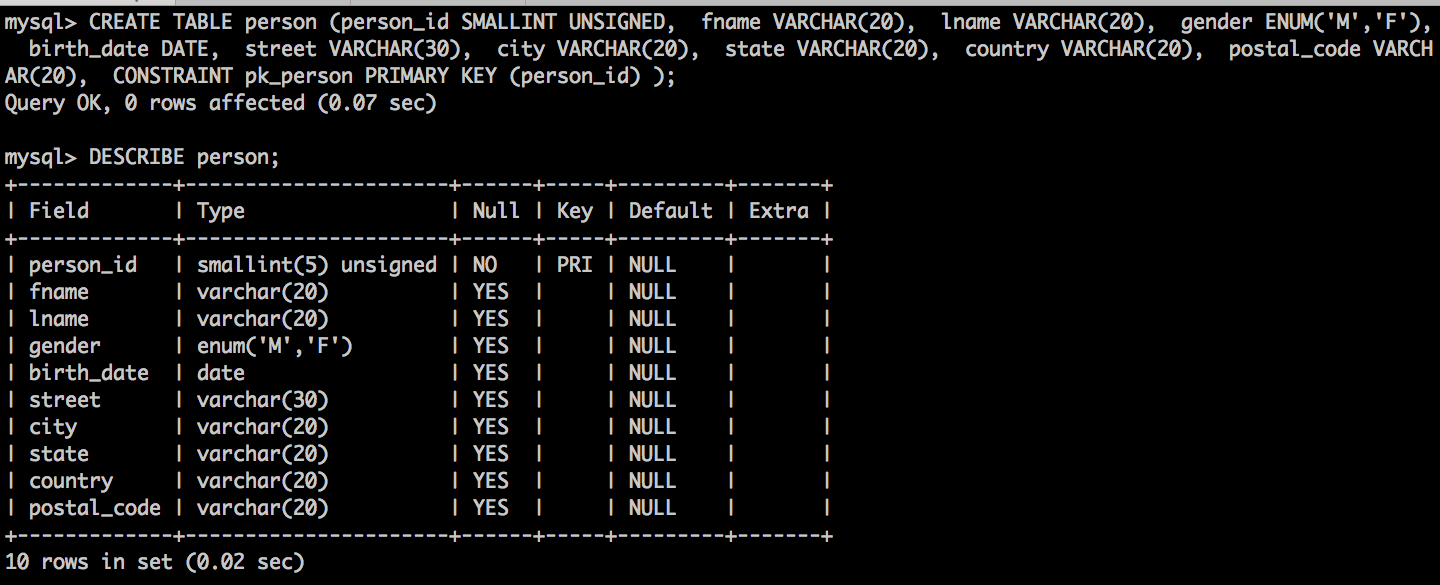 mysql> CREATE TABLE person (person_id SMALLINT UNSIGNED,  fname VARCHAR(20),  lname VARCHAR(20),  gender ENUM('M','F'),
  birth_date DATE,  street VARCHAR(30),  city VARCHAR(20),  state VARCHAR(20),  country VARCHAR(20),  postal_code VARCH
AR(20),  CONSTRAINT pk_person PRIMARY KEY (person_id) );
Query OK, 0 rows affected (0.07 sec)

mysql> DESCRIBE person;
+-------------+----------------------+------+-----+---------+-------+
| Field       | Type                 | Null | Key | Default | Extra |
+-------------+----------------------+------+-----+---------+-------+
| person_id   | smallint(5) unsigned | NO   | PRI | NULL    |       |
| fname       | varchar(20)          | YES  |     | NULL    |       |
| lname       | varchar(20)          | YES  |     | NULL    |       |
| gender      | enum('M','F')        | YES  |     | NULL    |       |
| birth_date  | date                 | YES  |     | NULL    |       |
| street      | varchar(30)          | YES  |     | NULL    |       |
| city        | varchar(20)          | YES  |     | NULL    |       |
| state       | varchar(20)          | YES  |     | NULL    |       |
| country     | varchar(20)          | YES  |     | NULL    |       |
| postal_code | varchar(20)          | YES  |     | NULL    |       |
+-------------+----------------------+------+-----+---------+-------+
10 rows in set (0.02 sec)